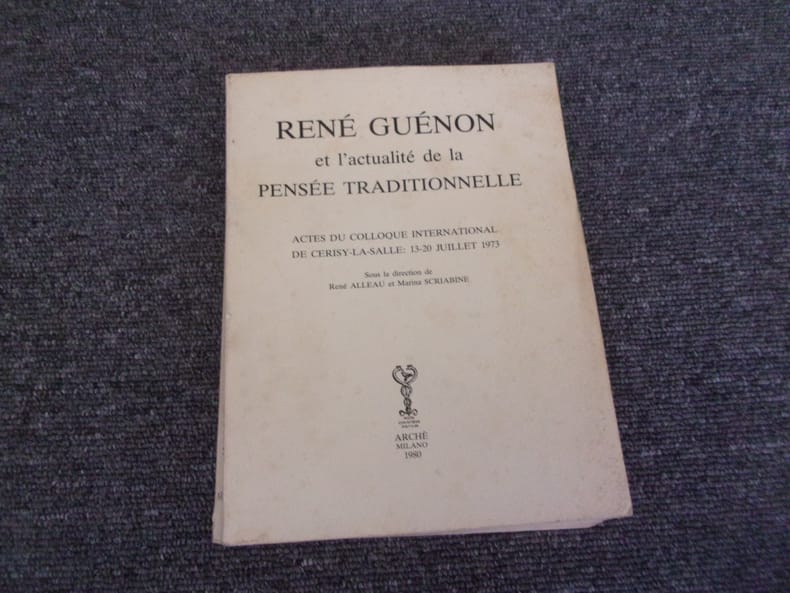 RENÉ GUÉNON
et l'actualité de la
PENSÉE TRADITIONNELLE
ACTES DU COLLOQUE INTERNATIONAL
DE CERISY-LA-SALLE: 13-20 JUILLET 1973
Sous la direction de
René ALLEAU et Marina SCRIABINE
ARCHÈ
MILANO
1980